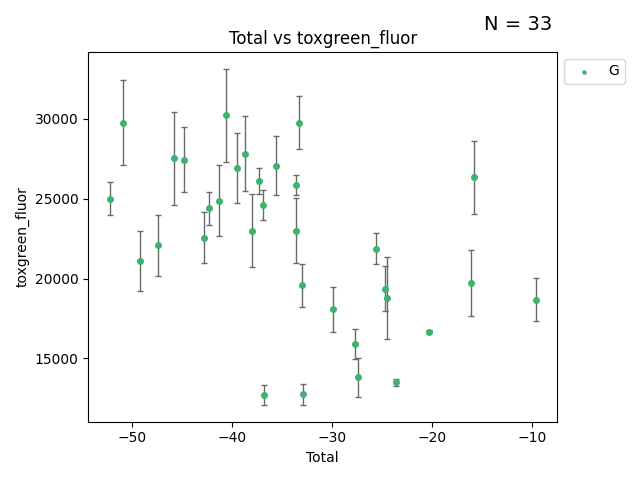 N = 33
Total vs toxgreen_fluor
G
toxgreen_fluor
30000
25000
20000
15000
−50
−40
−30
−20
−10
Total